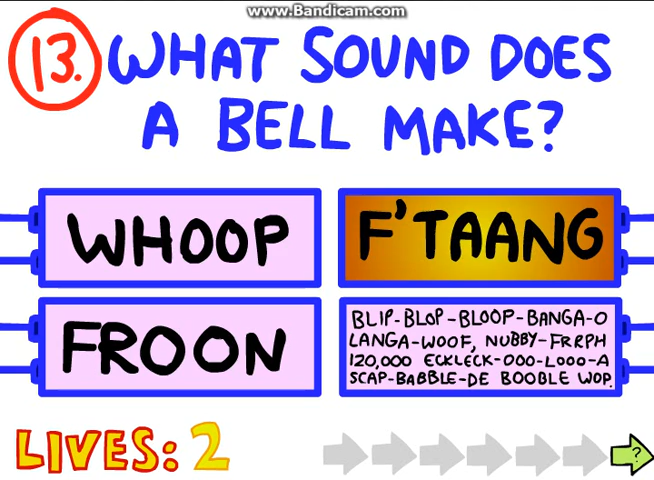 www.Bandicam.com
13. WHAT SOUND DOES
A BELL MAKE?
WHOOP
F'TAANG
FROON
BLIP-BLOP-BLOOP-BANGA-O
LANGA-WOOF, NUBBY-FRRPH
120,000 ECKLECK-OOO-LOOO-A
SCAP-BABBLE-DE BOOBLE WOP.
LIVES: 2
?